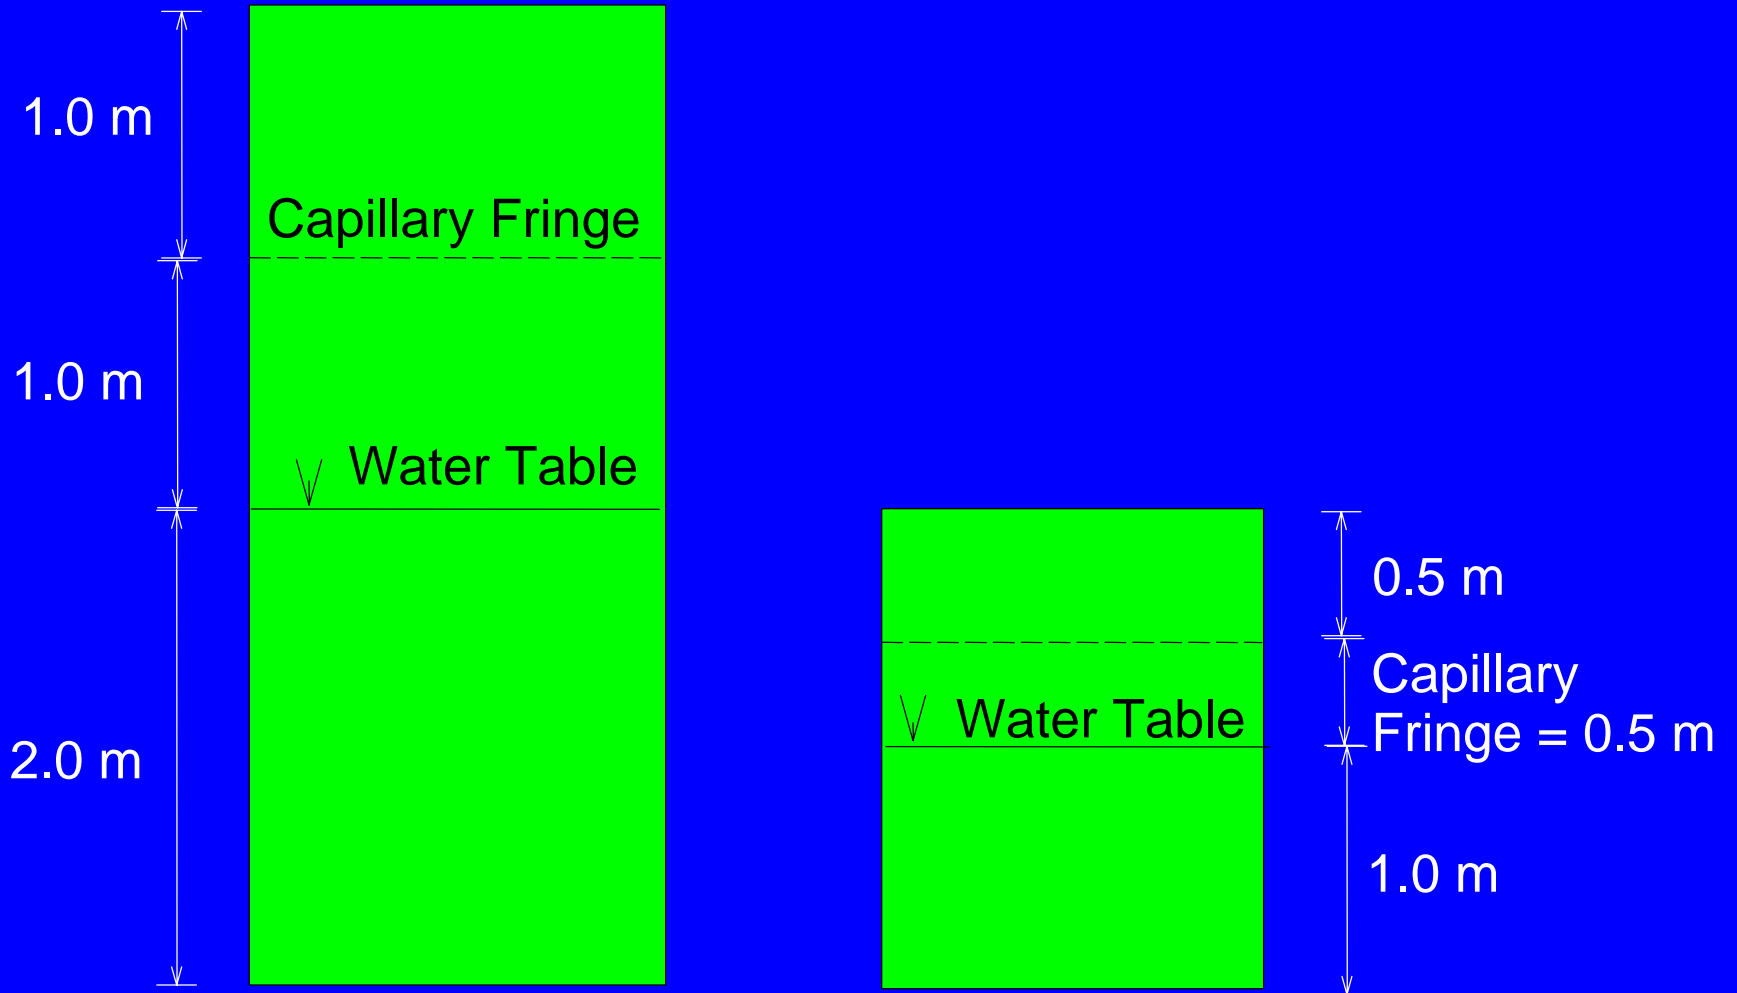 1.0 m
Capillary Fringe
1.0 m
Water Table
2.0 m
0.5 m
Capillary
Fringe = 0.5 m
Water Table
1.0 m